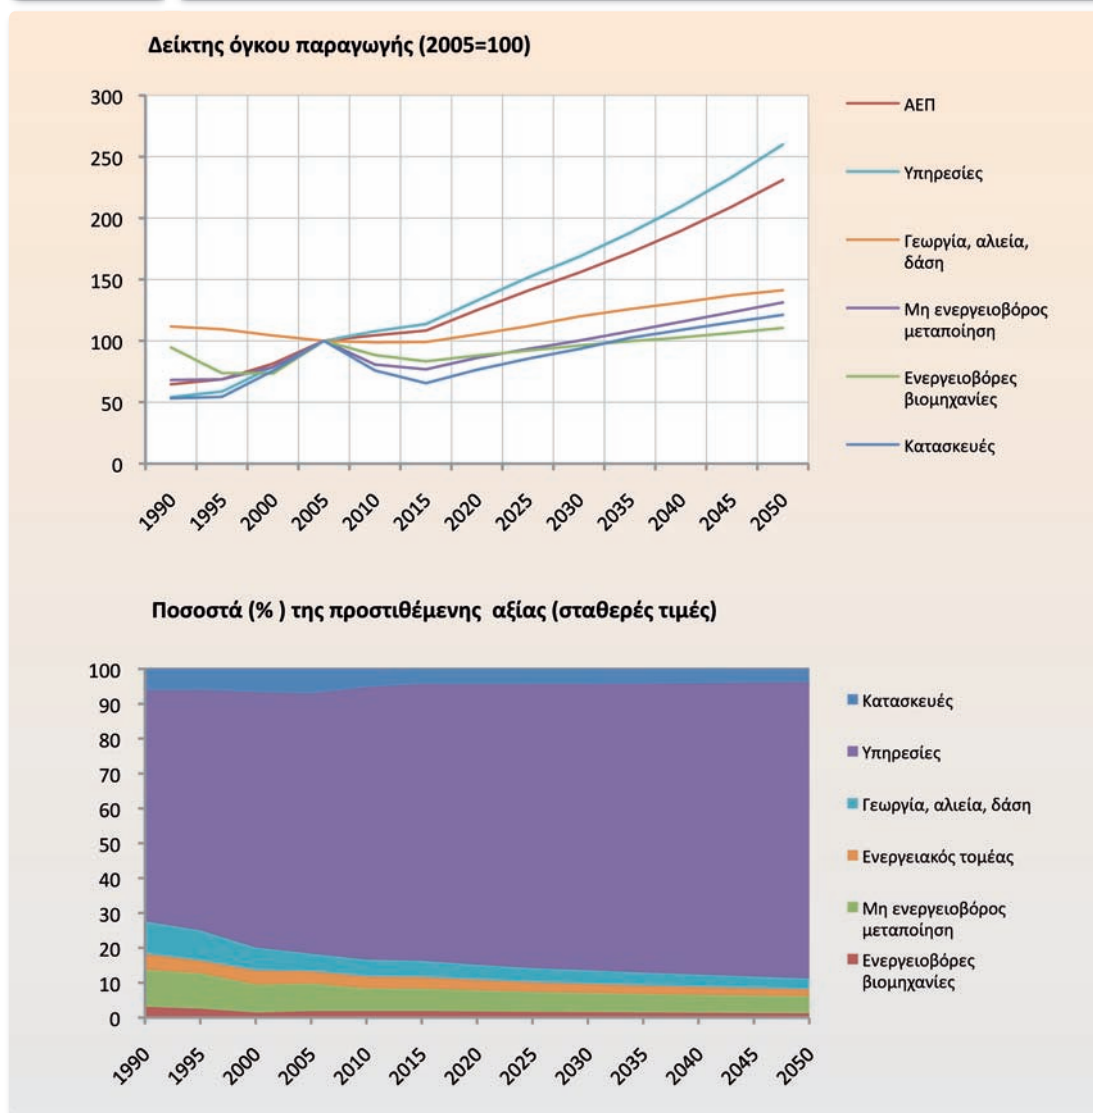 Δείκτης όγκου παραγωγής (2005=100)
300
250
200
150
100
50
0
1990
1995
2000
2005
2010
2015
2020
2025
2030
2035
2040
2045
2050
ΑΕΠ
Υπηρεσίες
Γεωργία, αλιεία,
δάση
Μη ενεργειοβόρος
μεταποίηση
Ενεργειοβόρες
βιομηχανίες
Κατασκευές
Ποσοστά (% ) της προστιθέμενης αξίας (σταθερές τιμές)
100
90
80
70
60
50
40
30
20
10
0
1990
1995
2000
2005
2010
2015
2020
2025
2030
2035
2040
2045
2050
Κατασκευές
Υπηρεσίες
Γεωργία, αλιεία, δάση
Ενεργειακός τομέας
Μη ενεργειοβόρος
μεταποίηση
Ενεργειοβόρες
βιομηχανίες